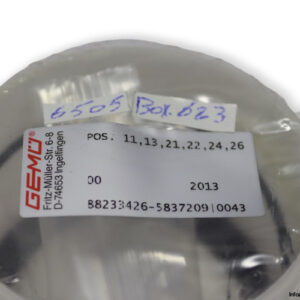 6505 Box.623
GEMÜ
Fritz-Müller-Str. 6-8
D-74653 Ingelfingen
POS. 11,13,21,22,24,26
00 2013
88233426-5837209|0043